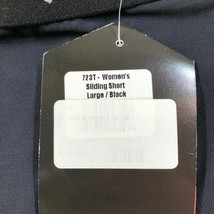 723T - Women's
Sliding Short
Large / Black